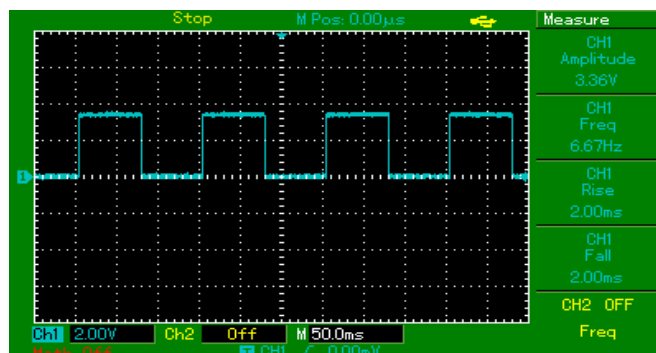 Stop M Pos: 0.00μs Measure
CH1
Amplitude
3.36V
CH1
Freq
6.67Hz
CH1
Rise
2.00ms
CH1
Fall
2.00ms
CH2 OFF
Freq
1
Ch1 2.00V Ch2 Off M 50.0ms